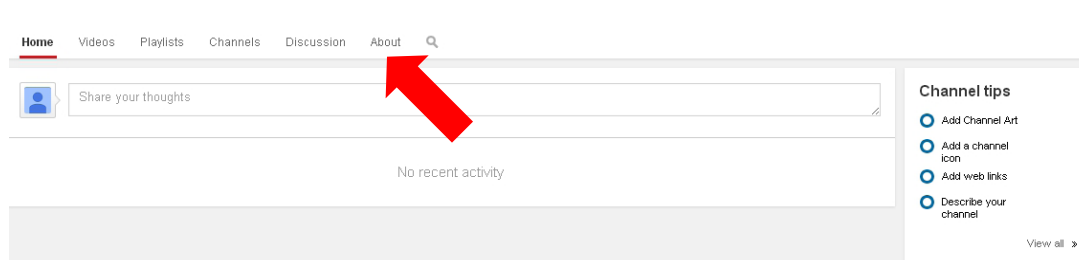 Home Videos Playlists Channels Discussion About
Share your thoughts
No recent activity
Channel tips
Add Channel Art
Add a channel
icon
Add web links
Describe your
channel
View all »